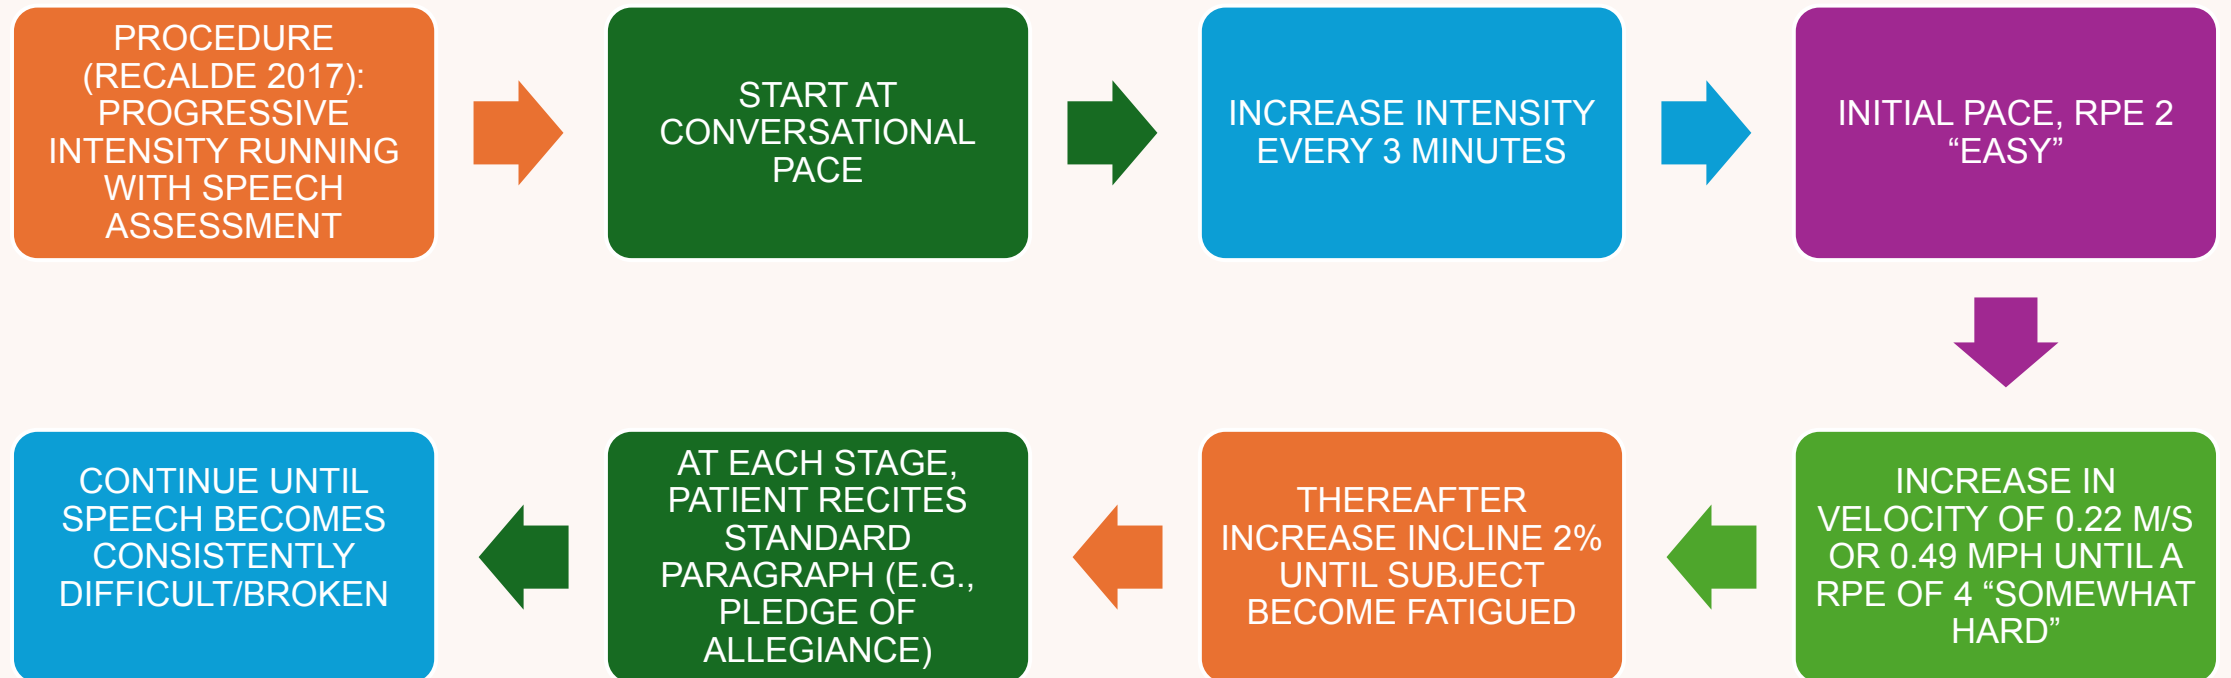 PROCEDURE
(RECALDE 2017):
PROGRESSIVE
INTENSITY RUNNING
WITH SPEECH
ASSESSMENT
START AT
CONVERSATIONAL
PACE
INCREASE INTENSITY
EVERY 3 MINUTES
INITIAL PACE, RPE 2
“EASY”
INCREASE IN
VELOCITY OF 0.22 M/S
OR 0.49 MPH UNTIL A
RPE OF 4 “SOMEWHAT
HARD”
THEREAFTER
INCREASE INCLINE 2%
UNTIL SUBJECT
BECOME FATIGUED
AT EACH STAGE,
PATIENT RECITES
STANDARD
PARAGRAPH (E.G.,
PLEDGE OF
ALLEGIANCE)
CONTINUE UNTIL
SPEECH BECOMES
CONSISTENTLY
DIFFICULT/BROKEN